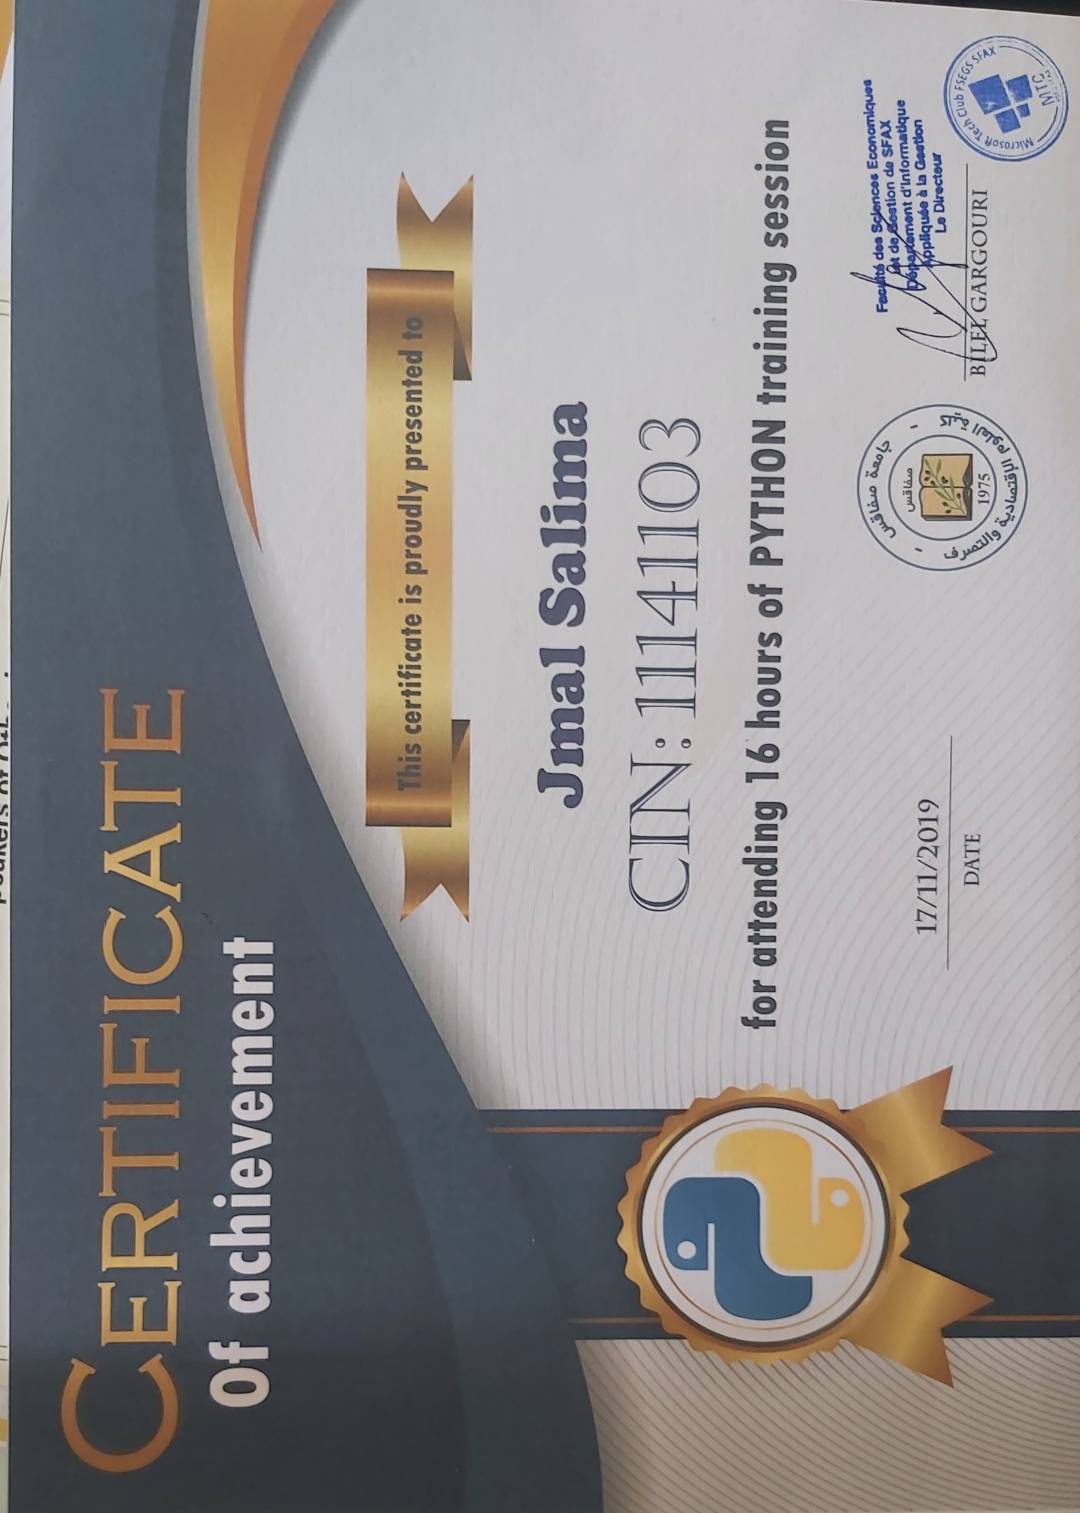 CERTIFICATE
Of achievement
This certificate is proudly presented to
Jmal Salima
CIN: 11141103
for attending 16 hours of PYTHON training session
17/11/2019
DATE
جامعة صفاقس
صفاقس
1975
كلية العلوم الإقتصادية والتصرف
Faculté des Sciences Economiques
et de Gestion de SFAX
Département d'Informatique
Appliquée à la Gestion
Le Directeur
BILEL GARGOURI
Microsoft Tech Club FSEGS SFAX
MTC